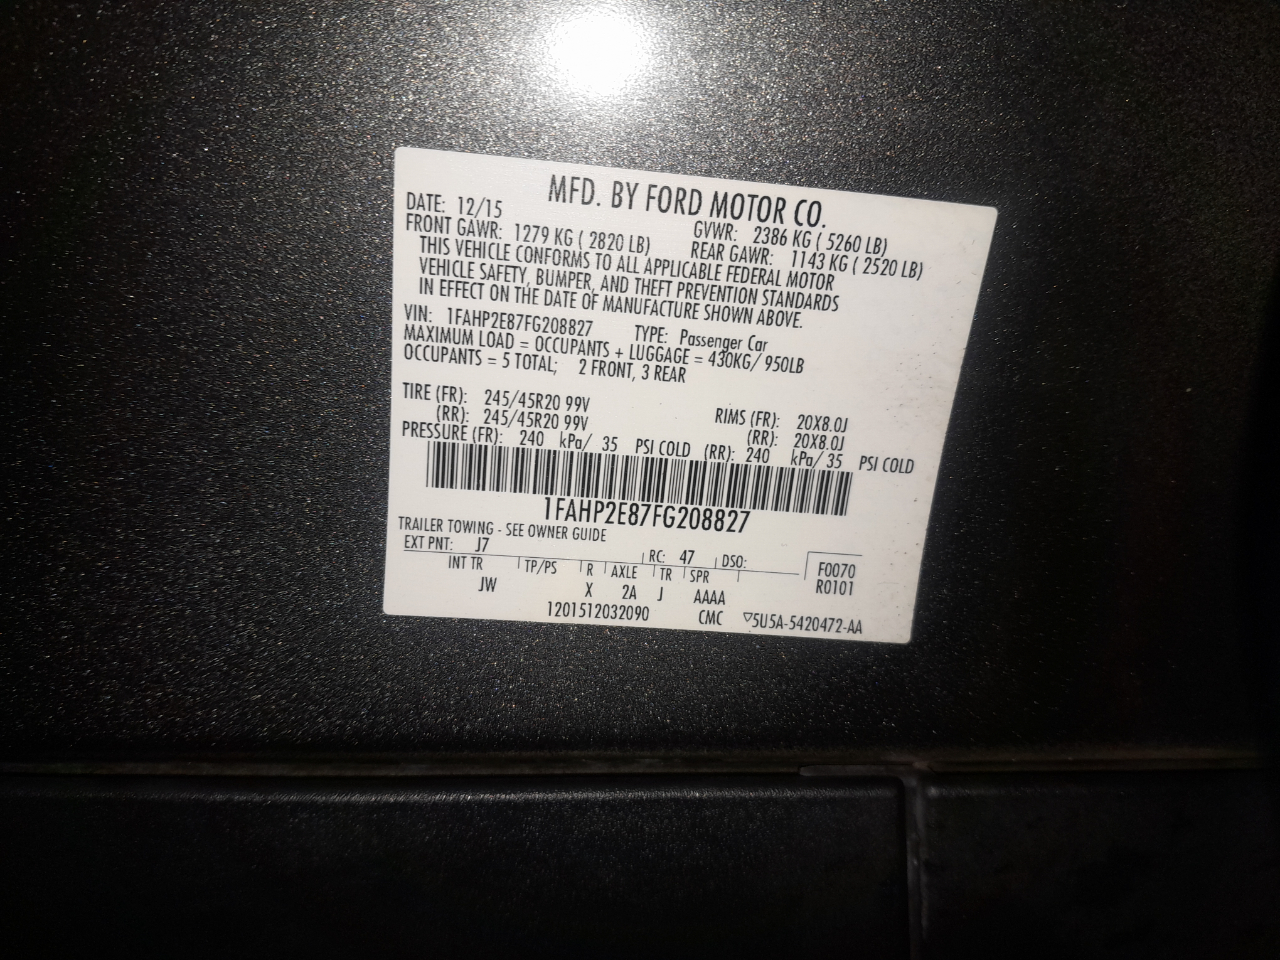 MFD. BY FORD MOTOR CO.
DATE: 12/15 GVWR: 2386 KG ( 5260 LB)
FRONT GAWR: 1279 KG ( 2820 LB) REAR GAWR: 1143 KG ( 2520 LB)
THIS VEHICLE CONFORMS TO ALL APPLICABLE FEDERAL MOTOR
VEHICLE SAFETY, BUMPER, AND THEFT PREVENTION STANDARDS
IN EFFECT ON THE DATE OF MANUFACTURE SHOWN ABOVE.
VIN: 1FAHP2E87FG208827 TYPE: Passenger Car
MAXIMUM LOAD = OCCUPANTS + LUGGAGE = 430KG/ 950LB
OCCUPANTS = 5 TOTAL; 2 FRONT, 3 REAR
TIRE (FR): 245/45R20 99V RIMS (FR): 20X8.0J
(RR): 245/45R20 99V (RR): 20X8.0J
PRESSURE (FR): 240 kPa/ 35 PSI COLD (RR): 240 kPa/ 35 PSI COLD
1FAHP2E87FG208827
TRAILER TOWING - SEE OWNER GUIDE
EXT PNT: J7 RC: 47 DSO: F0070
INT TR TP/PS R AXLE TR SPR R0101
JW X 2A J AAAA
1201512032090 CMC ▽5U5A-5420472-AA